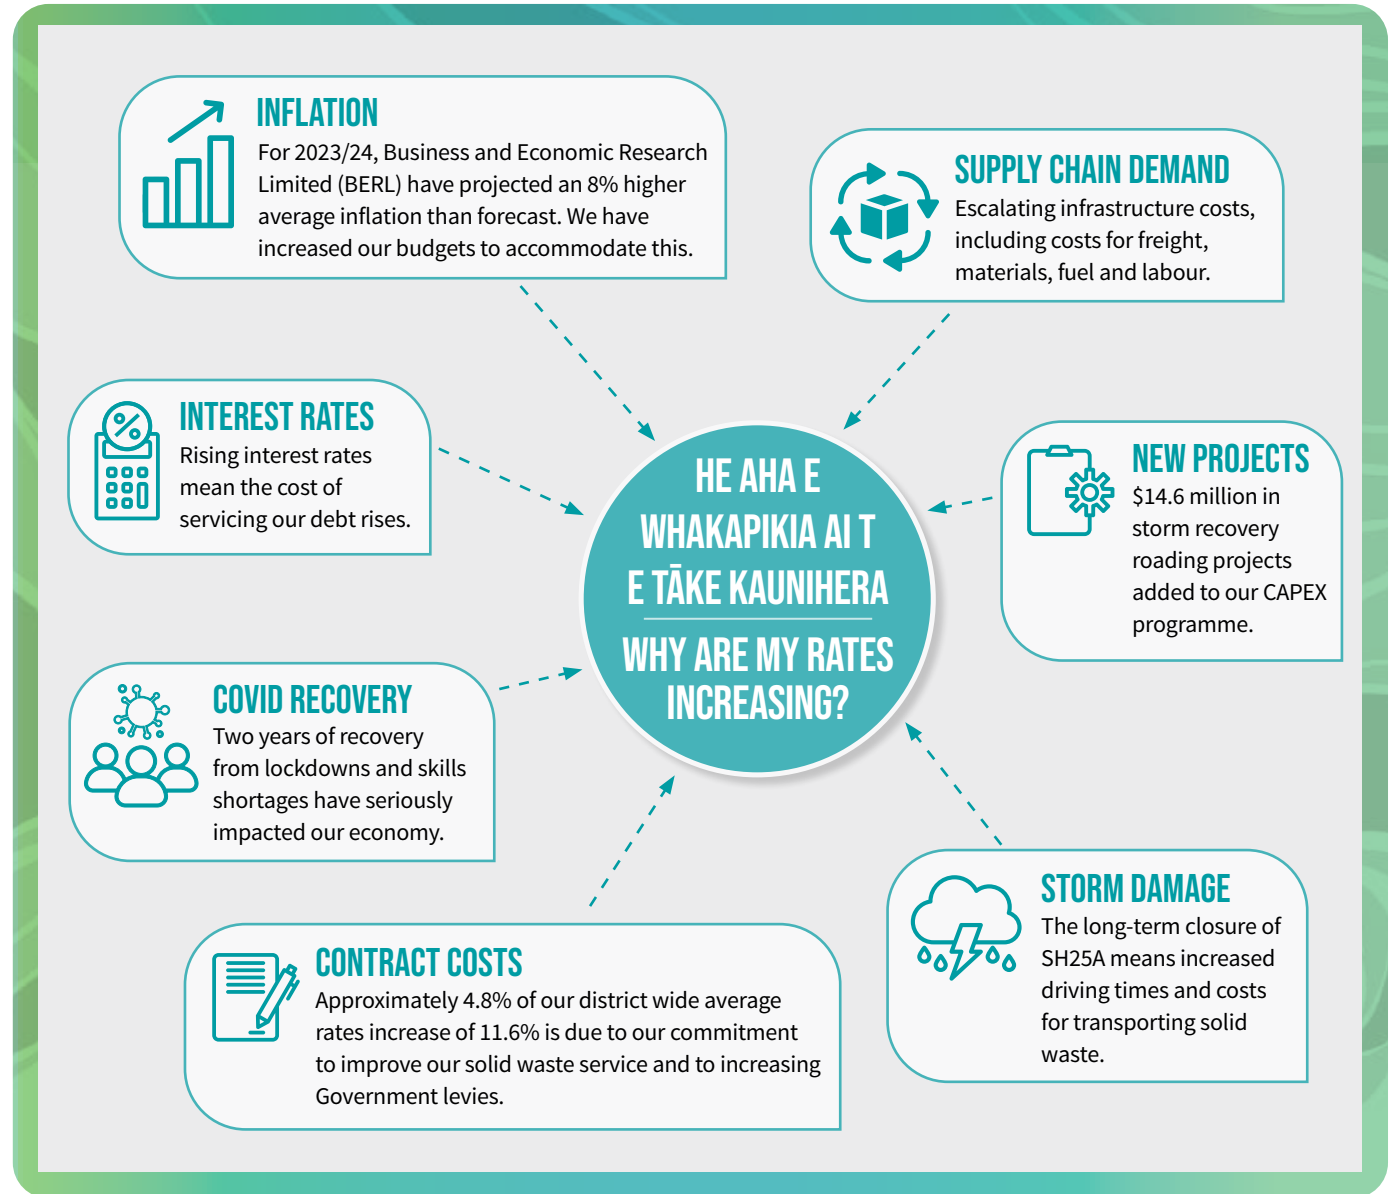 INFLATION
For 2023/24, Business and Economic Research
Limited (BERL) have projected an 8% higher
average inflation than forecast. We have
increased our budgets to accommodate this.
SUPPLY CHAIN DEMAND
Escalating infrastructure costs,
including costs for freight,
materials, fuel and labour.
INTEREST RATES
Rising interest rates
mean the cost of
servicing our debt rises.
HE AHA E
WHAKAPIKIA AI T
E TĀKE KAUNIHERA
WHY ARE MY RATES
INCREASING?
NEW PROJECTS
$14.6 million in
storm recovery
roading projects
added to our CAPEX
programme.
COVID RECOVERY
Two years of recovery
from lockdowns and skills
shortages have seriously
impacted our economy.
STORM DAMAGE
The long-term closure of
SH25A means increased
driving times and costs
for transporting solid
waste.
CONTRACT COSTS
Approximately 4.8% of our district wide average
rates increase of 11.6% is due to our commitment
to improve our solid waste service and to increasing
Government levies.